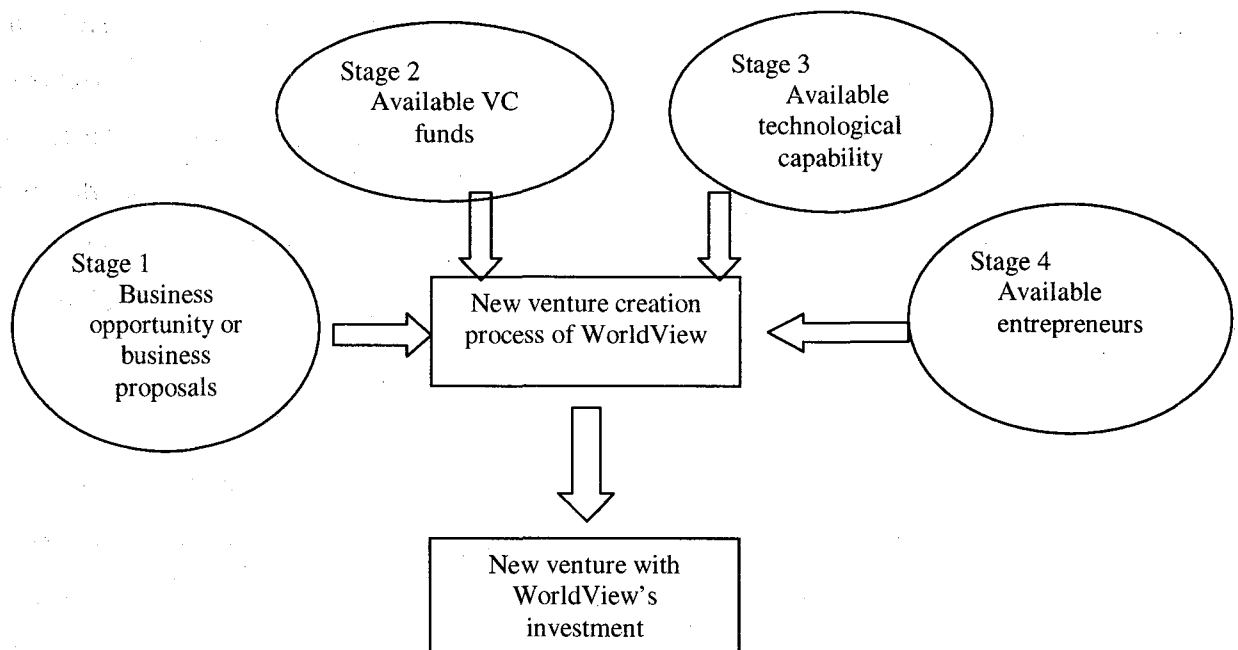 Stage 2
Available VC
funds
Stage 3
Available
technological
capability
Stage 1
Business
opportunity or
business
proposals
New venture creation
process of WorldView
Stage 4
Available
entrepreneurs
New venture with
WorldView's
investment